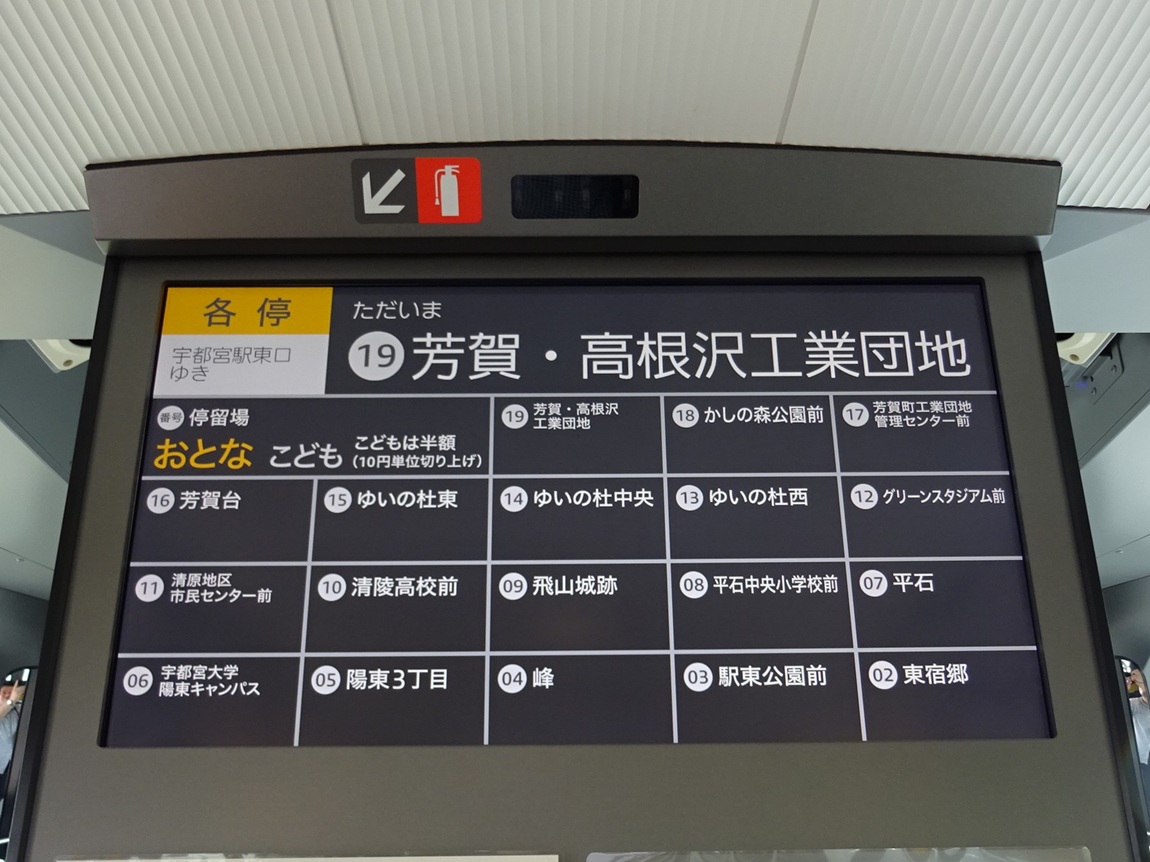 各停
宇都宮駅東口
ゆき
ただいま
19 芳賀・高根沢工業団地
番号 停留場
おとな こども こどもは半額
(10円単位切り上げ)
19 芳賀・高根沢
工業団地
18 かしの森公園前
17 芳賀町工業団地
管理センター前
16 芳賀台
15 ゆいの杜東
14 ゆいの杜中央
13 ゆいの杜西
12 グリーンスタジアム前
11 清原地区
市民センター前
10 清陵高校前
09 飛山城跡
08 平石中央小学校前
07 平石
06 宇都宮大学
陽東キャンパス
05 陽東3丁目
04 峰
03 駅東公園前
02 東宿郷